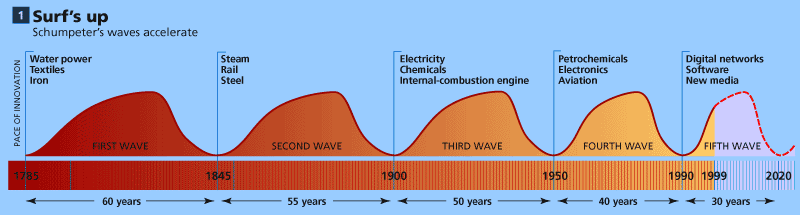 1 Surf's up
Schumpeter's waves accelerate
PACE OF INNOVATION
Water power
Textiles
Iron
Steam
Rail
Steel
Electricity
Chemicals
Internal-combustion engine
Petrochemicals
Electronics
Aviation
Digital networks
Software
New media
FIRST WAVE
SECOND WAVE
THIRD WAVE
FOURTH WAVE
FIFTH WAVE
1785 1845 1900 1950 1990 1999 2020
60 years 55 years 50 years 40 years 30 years